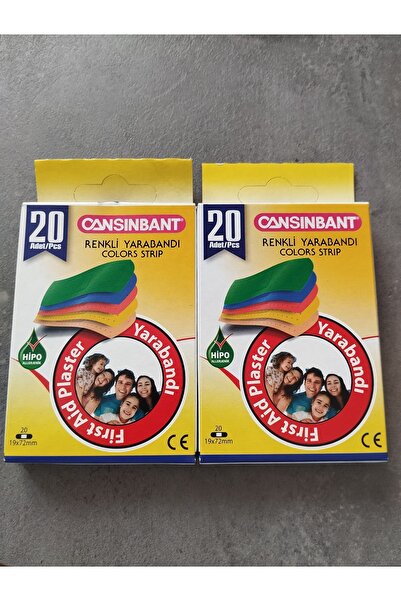 20
Adet/Pcs
CANSINBANT
RENKLİ YARABANDI
COLORS STRIP
HİPO
ALLERJENİK
First Aid Plaster
Yarabandı
20
19x72mm
CE
20
Adet/Pcs
CANSINBANT
RENKLİ YARABANDI
COLORS STRIP
HİPO
ALLERJENİK
First Aid Plaster
Yarabandı
20
19x72mm
CE